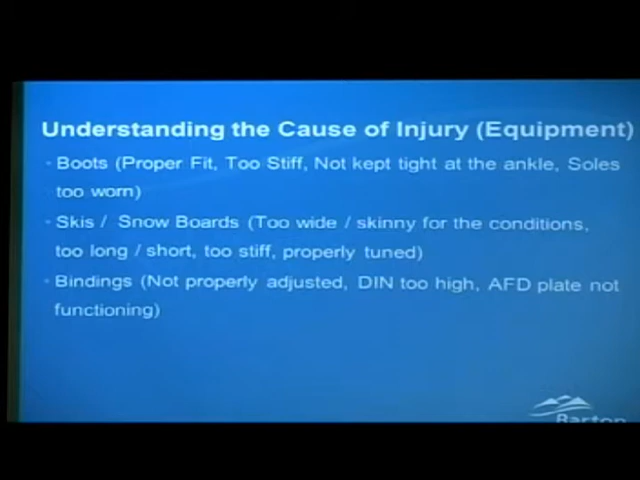 Understanding the Cause of Injury (Equipment)
Boots (Proper Fit, Too Stiff, Not kept tight at the ankle, Soles
too worn)
Skis / Snow Boards (Too wide / skinny for the conditions,
too long / short, too stiff, properly tuned)
Bindings (Not properly adjusted, DIN too high, AFD plate not
functioning)
Barton